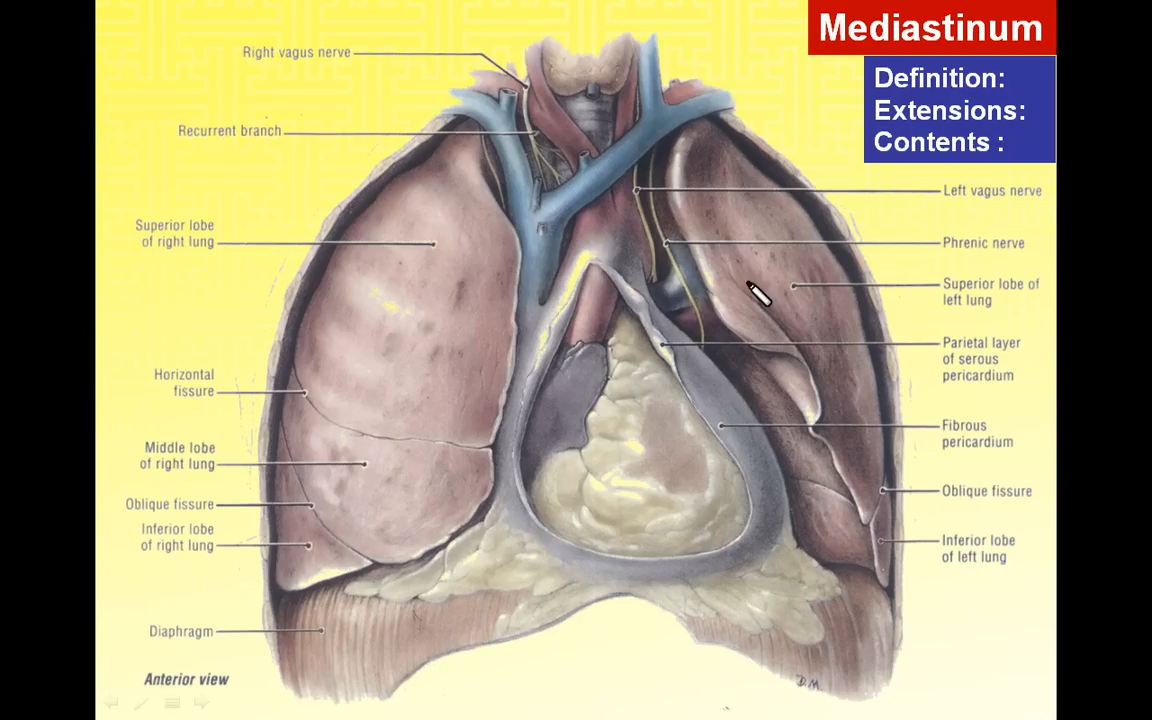 Mediastinum
Definition:
Extensions:
Contents :
Right vagus nerve
Recurrent branch
Superior lobe
of right lung
Horizontal
fissure
Middle lobe
of right lung
Oblique fissure
Inferior lobe
of right lung
Diaphragm
Anterior view
Left vagus nerve
Phrenic nerve
Superior lobe of
left lung
Parietal layer
of serous
pericardium
Fibrous
pericardium
Oblique fissure
Inferior lobe
of left lung
D.M.